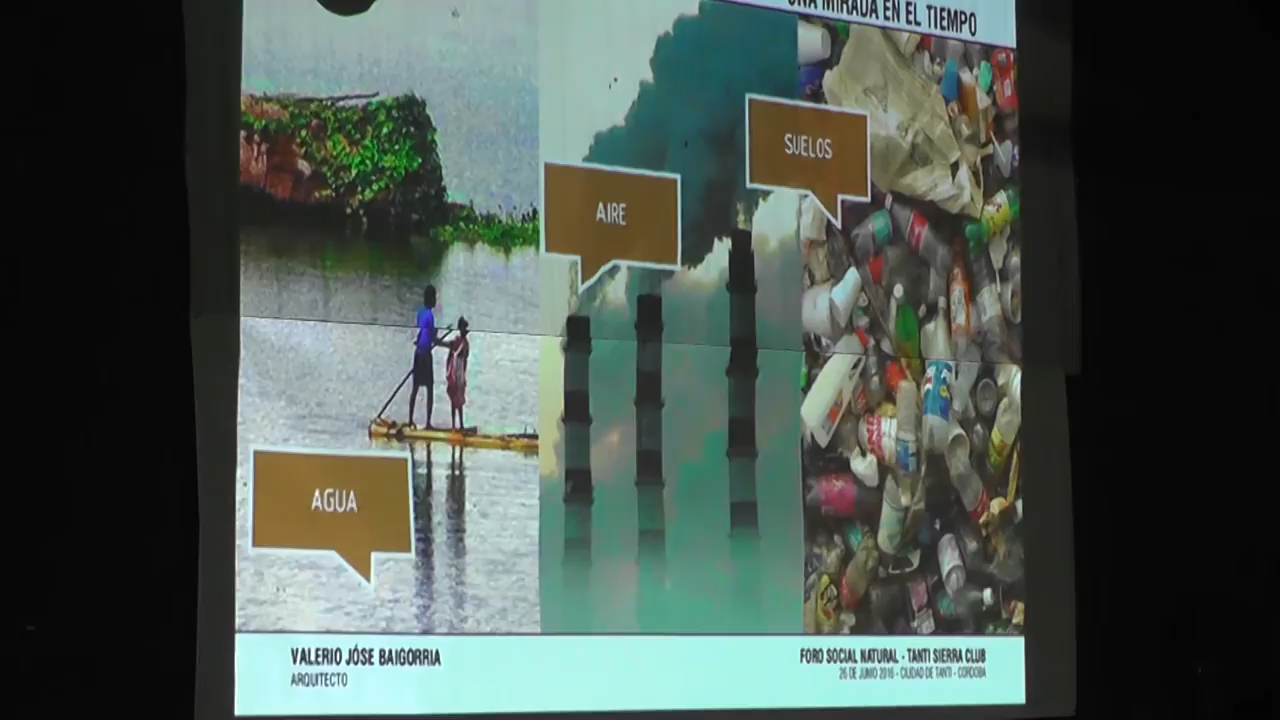 UNA MIRADA EN EL TIEMPO
SUELOS
AIRE
AGUA
VALERIO JÓSE BAIGORRIA
ARQUITECTO
FORO SOCIAL NATURAL - TANTI SIERRA CLUB
26 DE JUNIO 2016 - CIUDAD DE TANTI - CORDOBA